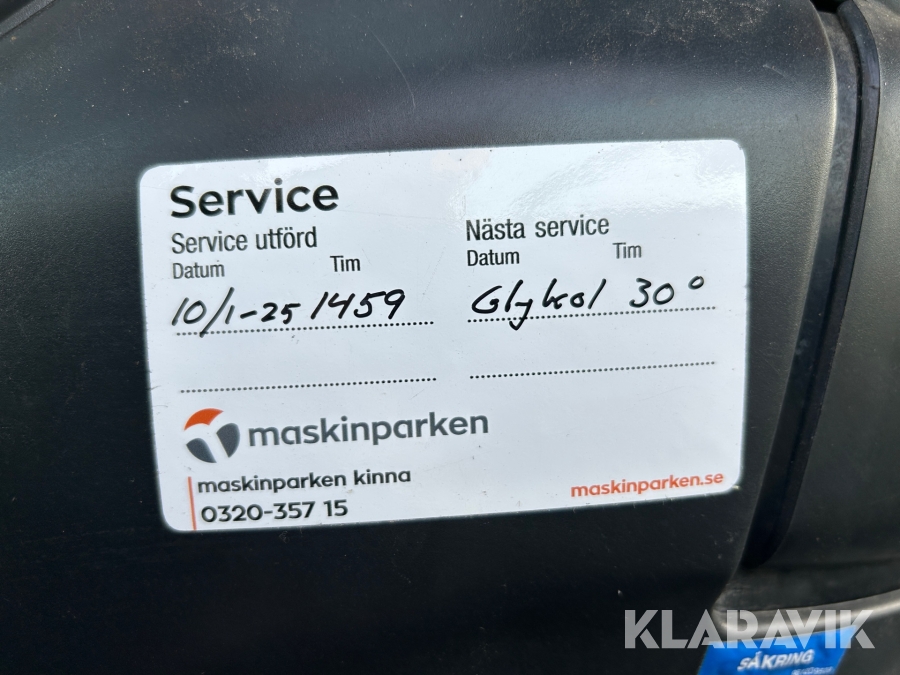 Service
Service utförd
Datum Tim
10/1-25 1459
Nästa service
Datum Tim
Glykol 30°
maskinparken
maskinparken kinna
0320-357 15
maskinparken.se
KLARAVIK
SÄKRING